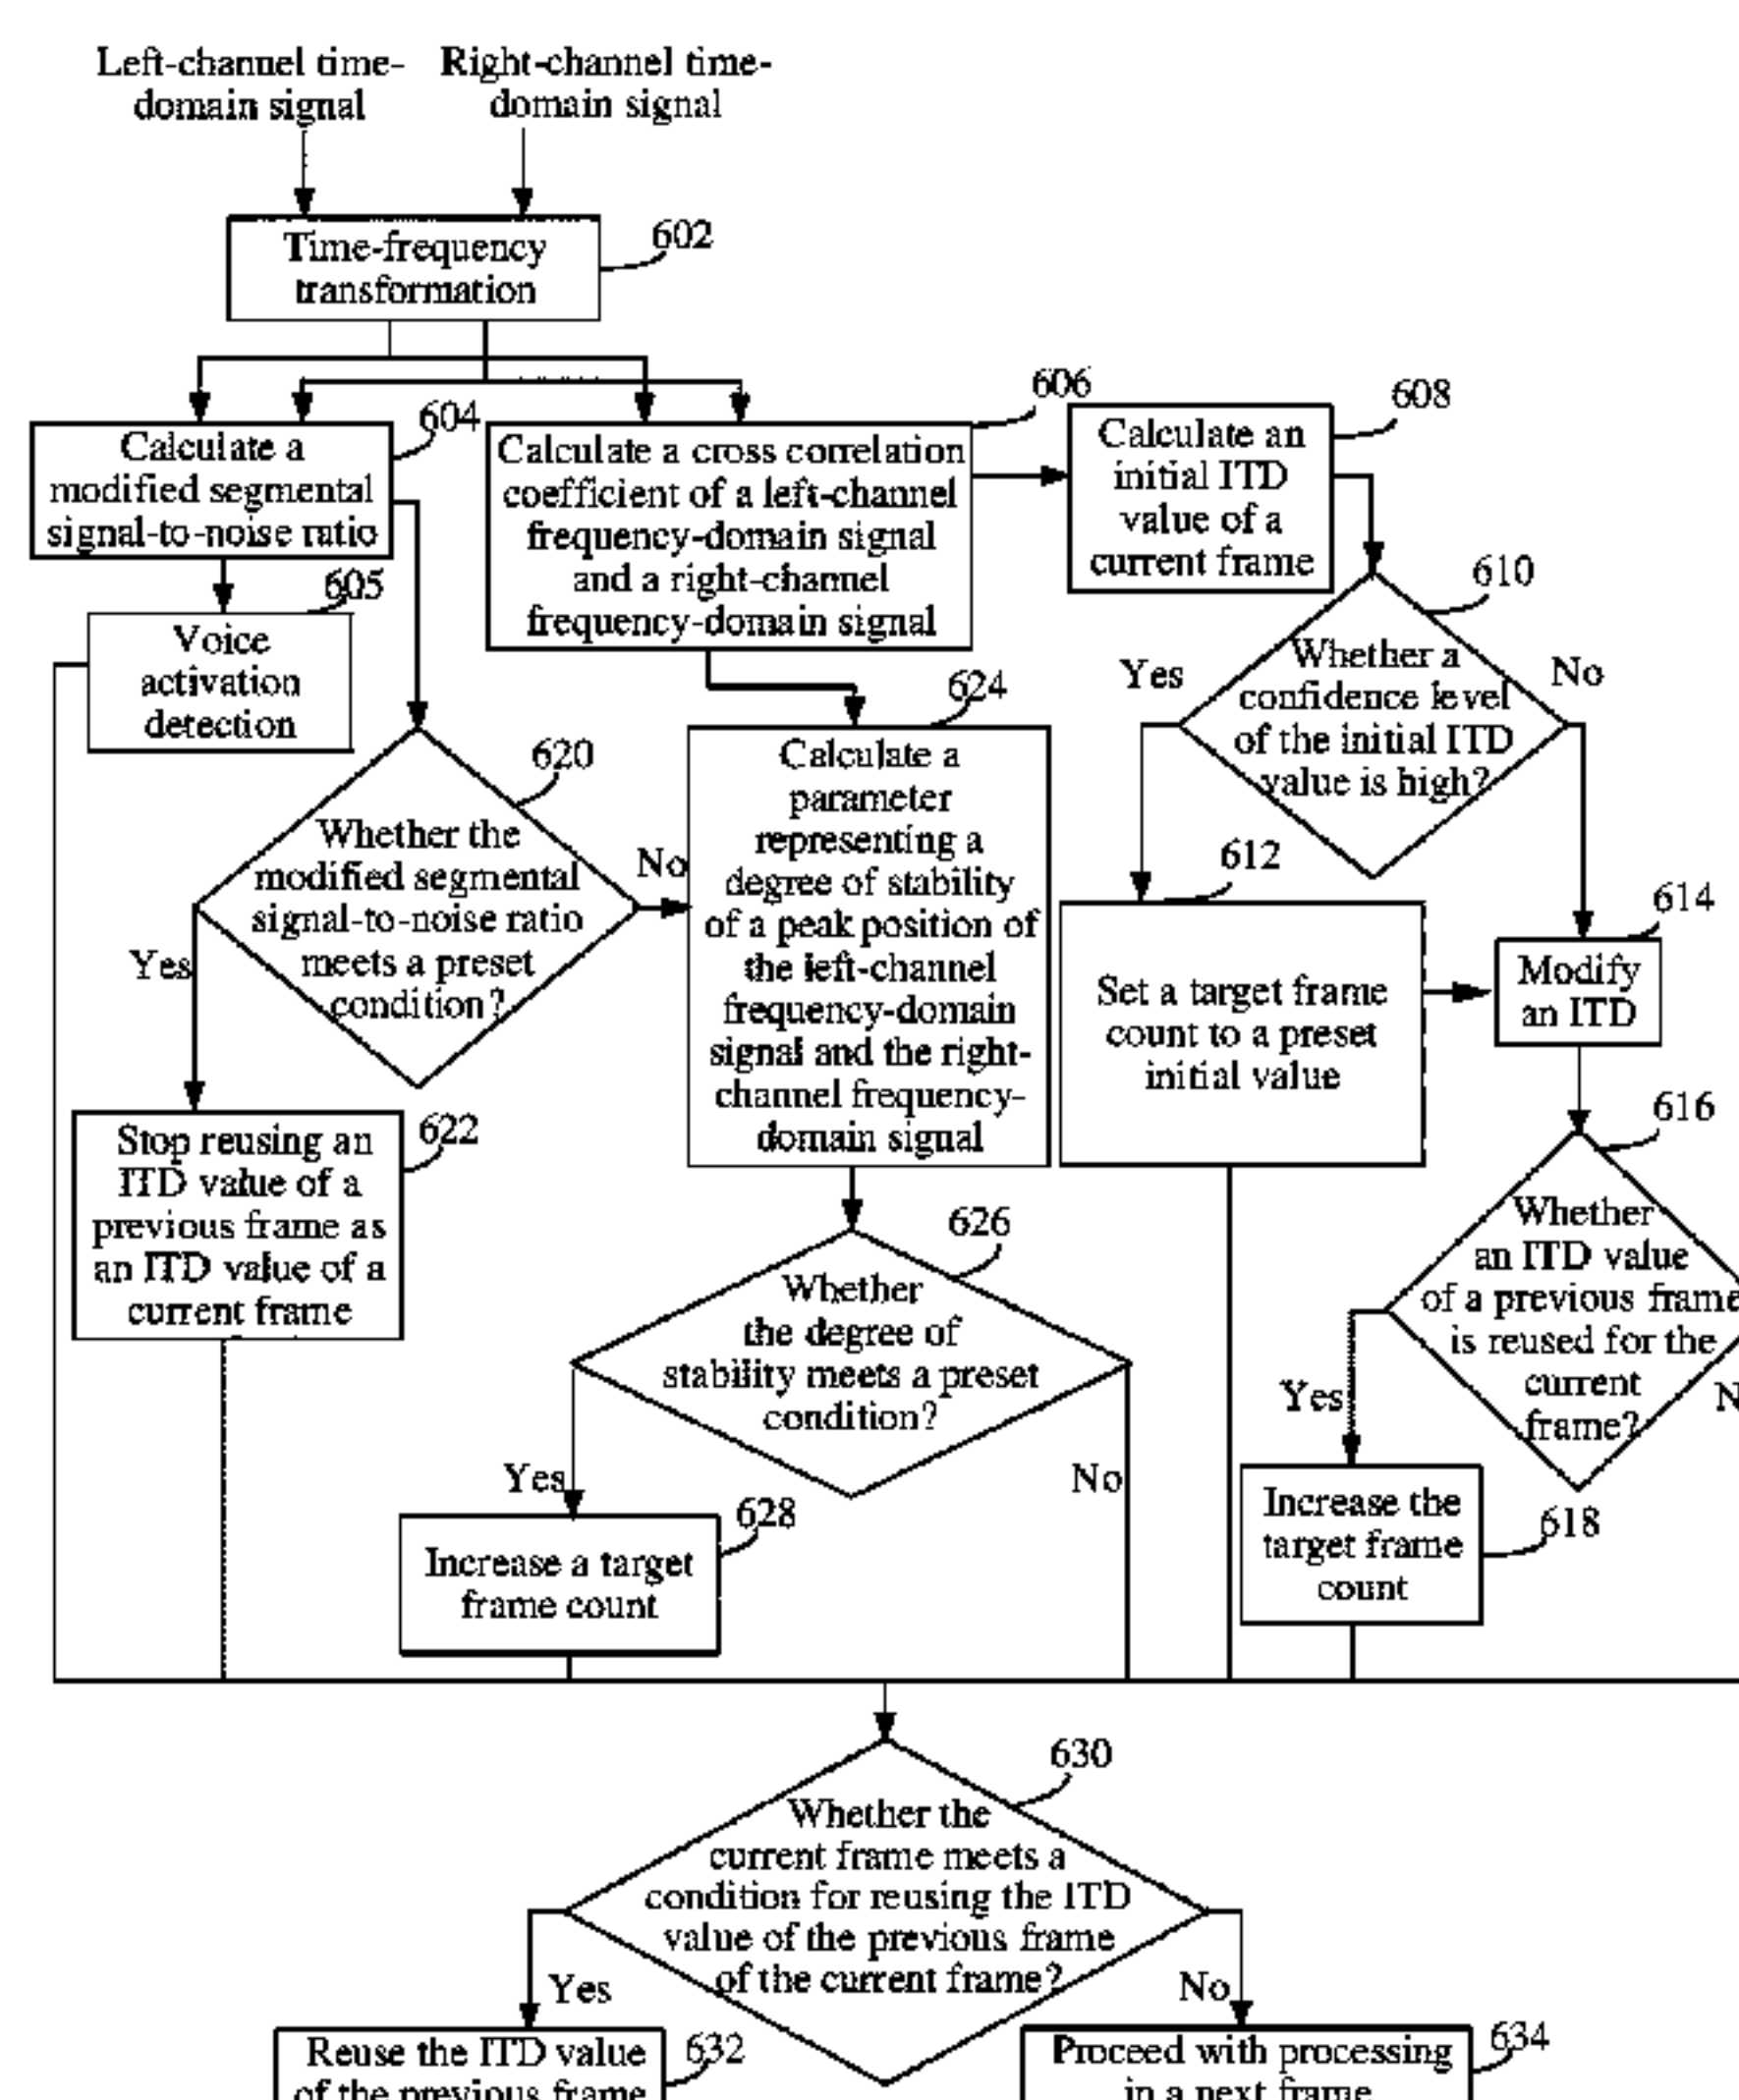 Left-channel time-
domain signal
Right-channel time-
domain signal
Time-frequency
transformation
602
604
Calculate a
modified segmental
signal-to-noise ratio
606
Calculate a cross correlation
coefficient of a left-channel
frequency-domain signal
and a right-channel
frequency-domain signal
608
Calculate an
initial ITD
value of a
current frame
605
Voice
activation
detection
610
Whether a
confidence level
of the initial ITD
value is high?
Yes
No
620
Whether the
modified segmental
signal-to-noise ratio
meets a preset
condition?
Yes
No
624
Calculate a
parameter
representing a
degree of stability
of a peak position of
the left-channel
frequency-domain
signal and the right-
channel frequency-
domain signal
612
Set a target frame
count to a preset
initial value
614
Modify
an ITD
622
Stop reusing an
ITD value of a
previous frame as
an ITD value of a
current frame
616
Whether
an ITD value
of a previous frame
is reused for the
current
frame?
Yes
626
Whether
the degree of
stability meets a preset
condition?
Yes
No
628
Increase a target
frame count
618
Increase the
target frame
count
630
Whether the
current frame meets a
condition for reusing the ITD
value of the previous frame
of the current frame?
Yes
No
632
Reuse the ITD value
of the previous frame
634
Proceed with processing
in a next frame